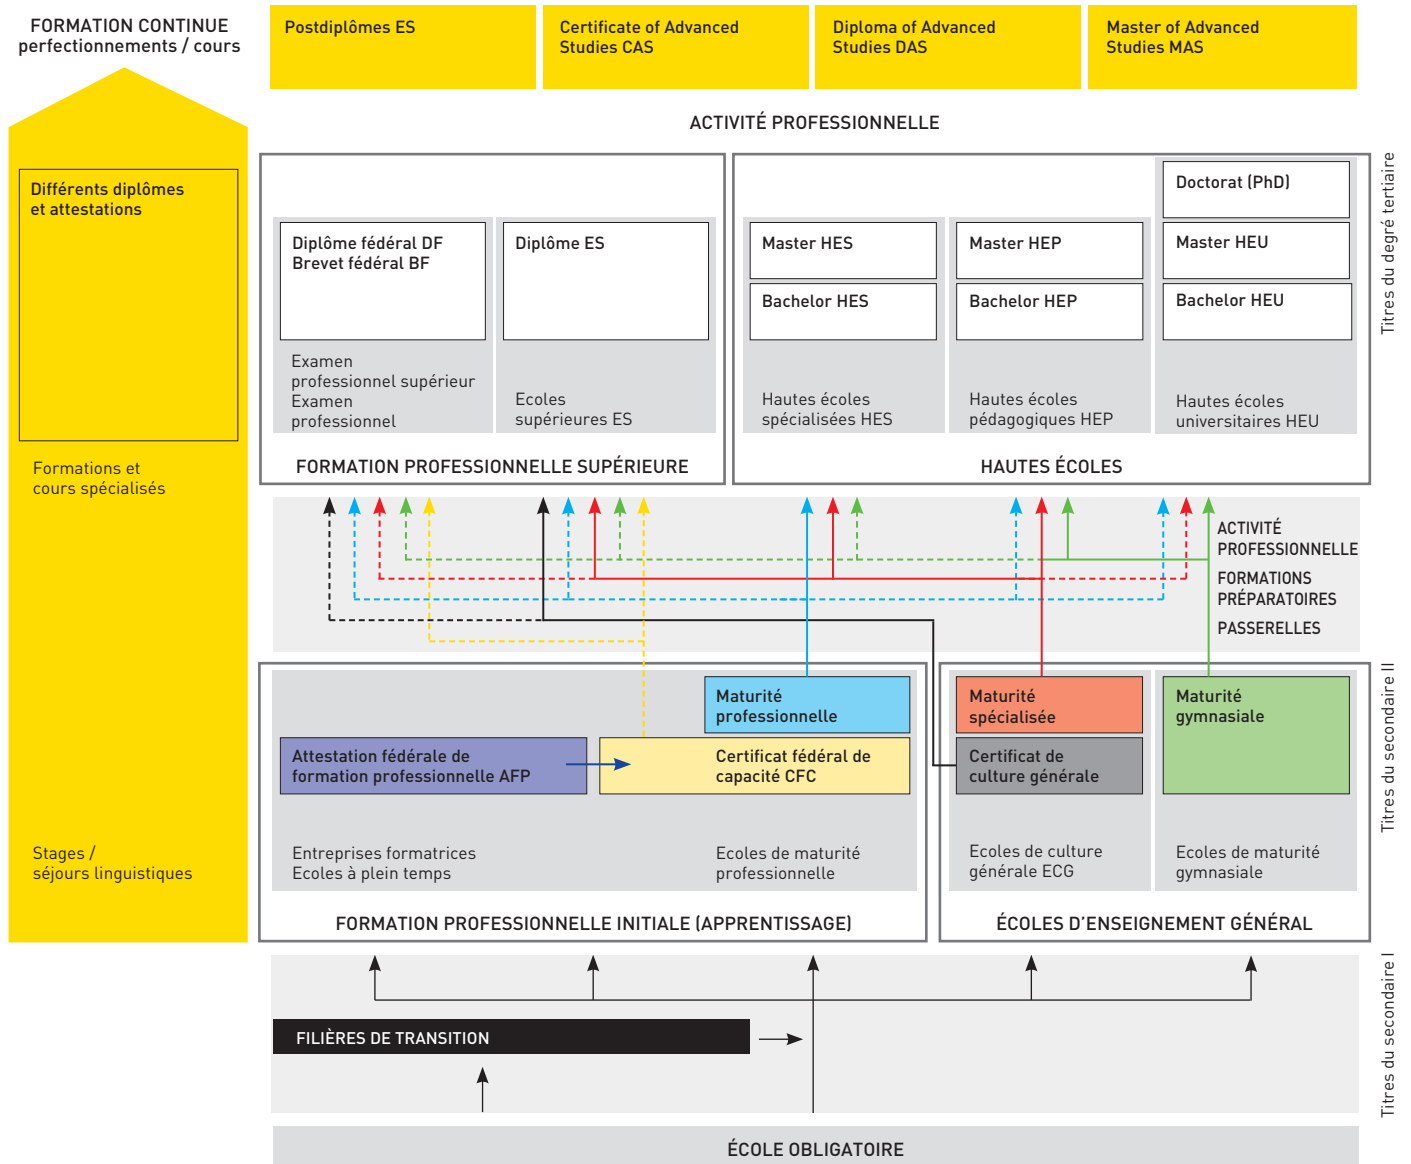 FORMATION CONTINUE
perfectionnements / cours
Postdiplômes ES
Certificate of Advanced
Studies CAS
Diploma of Advanced
Studies DAS
Master of Advanced
Studies MAS
ACTIVITÉ PROFESSIONNELLE
Différents diplômes
et attestations
Formations et
cours spécialisés
Stages /
séjours linguistiques
Diplôme fédéral DF
Brevet fédéral BF
Examen
professionnel supérieur
Examen
professionnel
Diplôme ES
Ecoles
supérieures ES
FORMATION PROFESSIONNELLE SUPÉRIEURE
Master HES
Bachelor HES
Hautes écoles
spécialisées HES
Master HEP
Bachelor HEP
Hautes écoles
pédagogiques HEP
Doctorat (PhD)
Master HEU
Bachelor HEU
Hautes écoles
universitaires HEU
HAUTES ÉCOLES
Titres du degré tertiaire
ACTIVITÉ
PROFESSIONNELLE
FORMATIONS
PRÉPARATOIRES
PASSERELLES
Maturité
professionnelle
Attestation fédérale de
formation professionnelle AFP
Certificat fédéral de
capacité CFC
Entreprises formatrices
Ecoles à plein temps
Ecoles de maturité
professionnelle
FORMATION PROFESSIONNELLE INITIALE (APPRENTISSAGE)
Maturité
spécialisée
Certificat de
culture générale
Ecoles de culture
générale ECG
Maturité
gymnasiale
Ecoles de maturité
gymnasiale
ÉCOLES D'ENSEIGNEMENT GÉNÉRAL
Titres du secondaire II
FILIÈRES DE TRANSITION
Titres du secondaire I
ÉCOLE OBLIGATOIRE